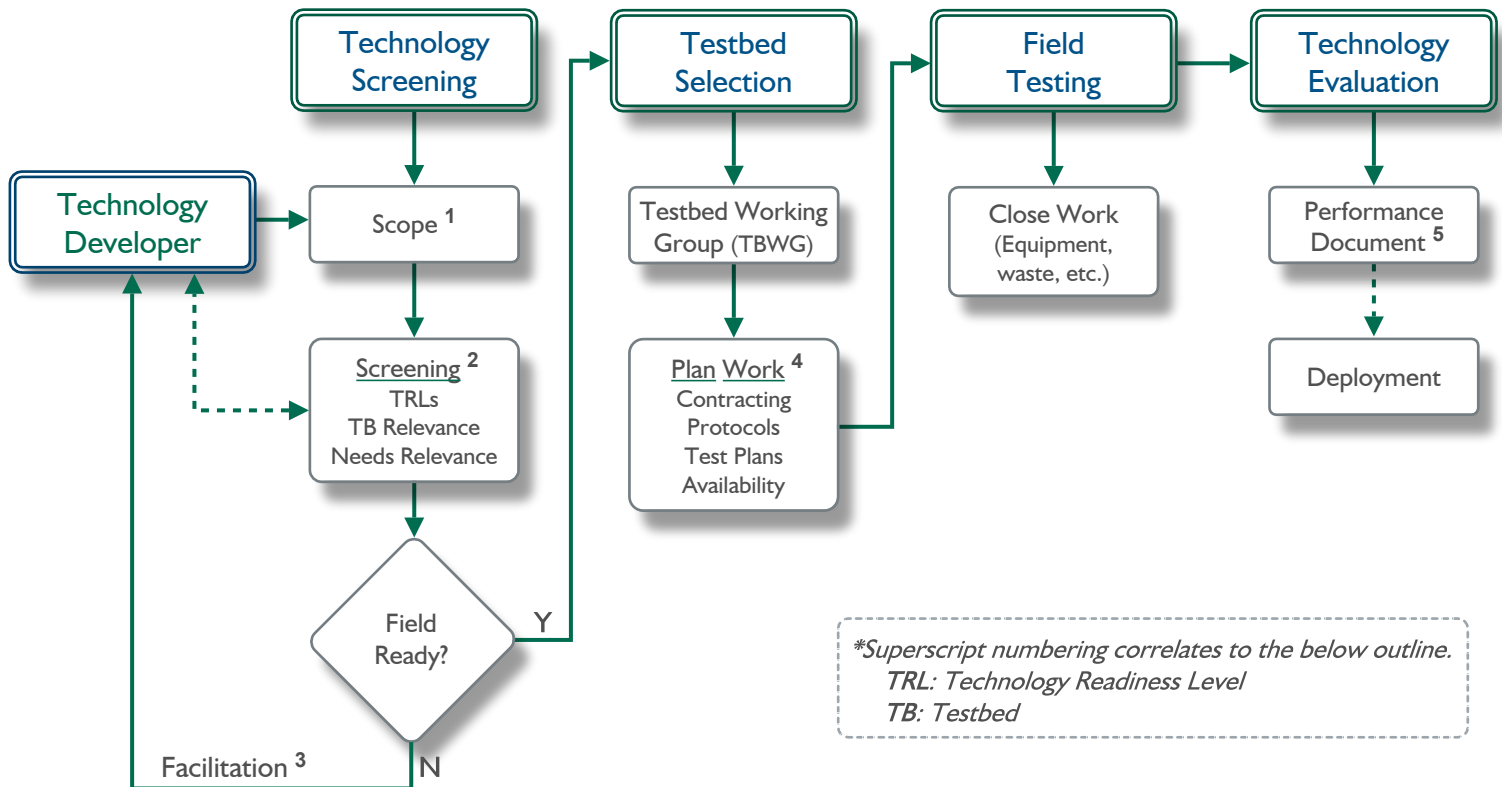 Technology
Screening
Testbed
Selection
Field
Testing
Technology
Evaluation
Technology
Developer
Scope 1
Screening 2
TRLs
TB Relevance
Needs Relevance
Field
Ready?
Y
N
Facilitation 3
Testbed Working
Group (TBWG)
Plan Work 4
Contracting
Protocols
Test Plans
Availability
Close Work
(Equipment,
waste, etc.)
Performance
Document 5
Deployment
*Superscript numbering correlates to the below outline.
TRL: Technology Readiness Level
TB: Testbed